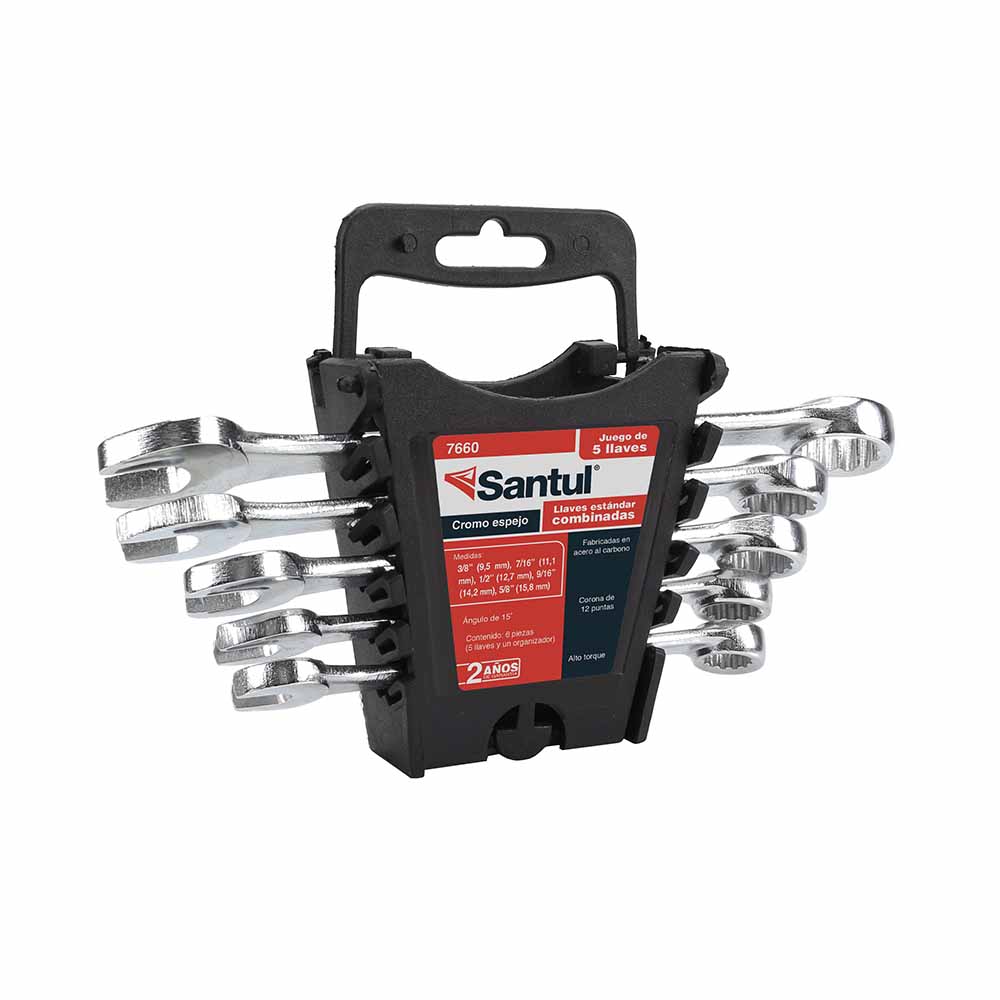 7660
Juego de
5 llaves
Santul®
Cromo espejo
Llaves estándar
combinadas
Medidas:
3/8" (9,5 mm), 7/16" (11,1
mm), 1/2" (12,7 mm), 9/16"
(14,2 mm), 5/8" (15,8 mm)
Ángulo de 15°
Contenido: 6 piezas
(5 llaves y un organizador)
2 AÑOS
DE GARANTÍA
Fabricadas en
acero al carbono
Corona de
12 puntas
Alto torque